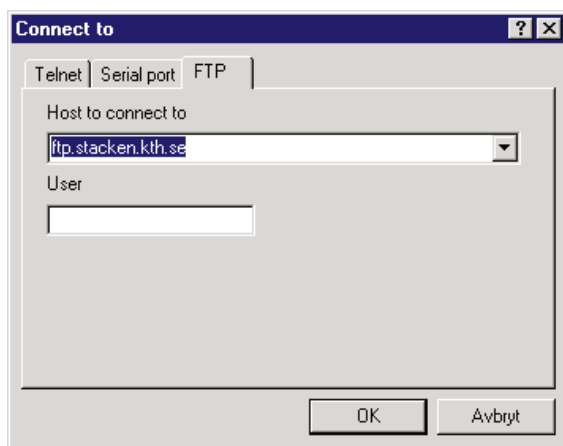 Connect to
Telnet Serial port FTP
Host to connect to
ftp.stacken.kth.se
User
OK Avbryt